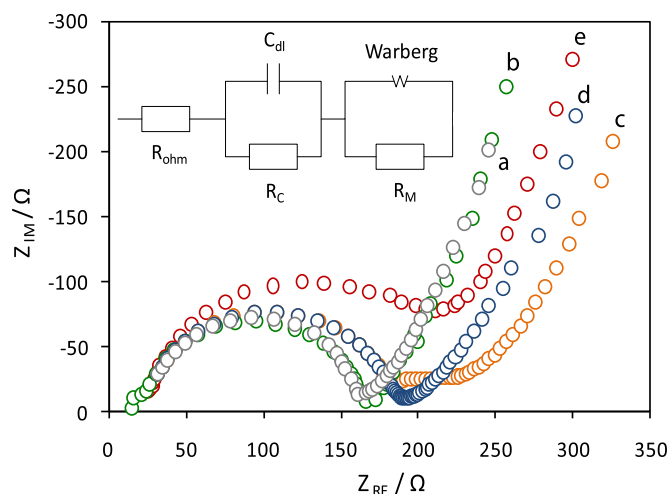 -300
-250
-200
-150
-100
-50
0
Z_IM / Ω
0 50 100 150 200 250 300 350
Z_RE / Ω
C_dl
Warberg
R_ohm
R_C
R_M
b
e
d
c
a